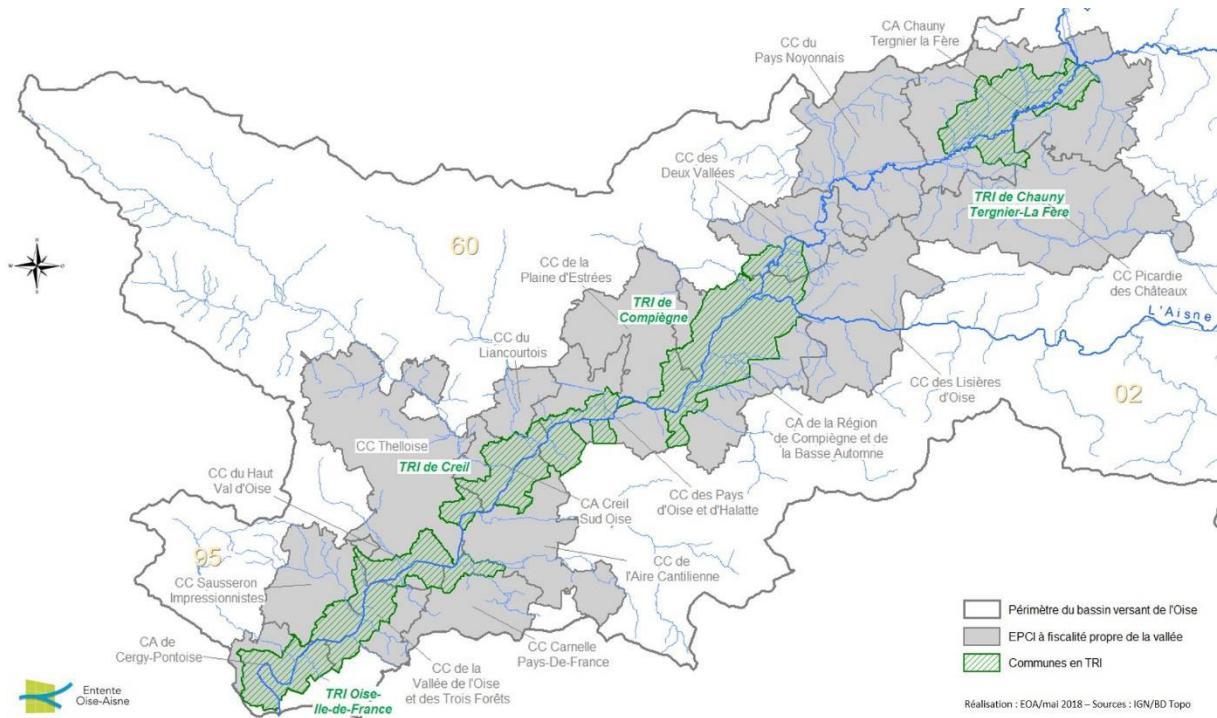 CA Chauny
Tergnier la Fère
CC du
Pays Noyonnais
CC des
Deux Vallées
TRI de Chauny
Tergnier-La Fère
60
CC de la
Plaine d'Estrées
TRI de
Compiègne
CC Picardie
des Châteaux
L'Aisne
CC du
Liancourtois
CC des Lisières
d'Oise
02
CC Thelloise
TRI de Creil
CA de la Région
de Compiègne et de
la Basse Automne
CC du Haut
Val d'Oise
CA Creil
Sud Oise
CC des Pays
d'Oise et d'Halatte
95
CC Sausseron
Impressionnistes
CC de
l'Aire Cantilienne
CA de
Cergy-Pontoise
CC Carnelle
Pays-De-France
CC de la
Vallée de l'Oise
et des Trois Forêts
TRI Oise-
Ile-de-France
Périmètre du bassin versant de l'Oise
EPCI à fiscalité propre de la vallée
Communes en TRI
Entente
Oise-Aisne
Réalisation : EOA/mai 2018 – Sources : IGN/BD Topo